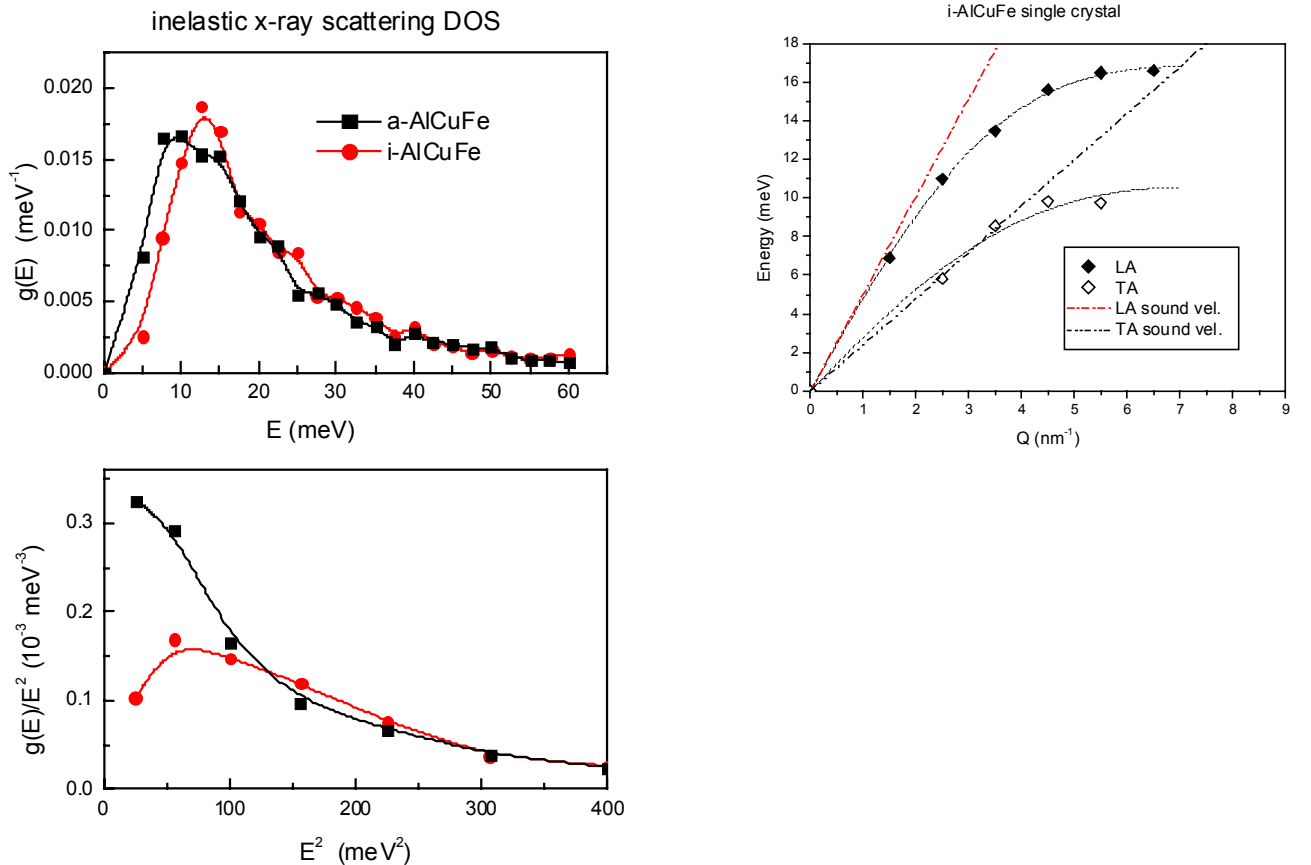 inelastic x-ray scattering DOS
0.020
0.015
0.010
0.005
0.000
g(E) (meV⁻¹)
a-AlCuFe
i-AlCuFe
0 10 20 30 40 50 60
E (meV)
0.3
0.2
0.1
0.0
g(E)/E² (10⁻³ meV⁻³)
0 100 200 300 400
E² (meV²)
i-AlCuFe single crystal
18
16
14
12
10
8
6
4
2
0
Energy (meV)
LA
TA
LA sound vel.
TA sound vel.
0 1 2 3 4 5 6 7 8 9
Q (nm⁻¹)